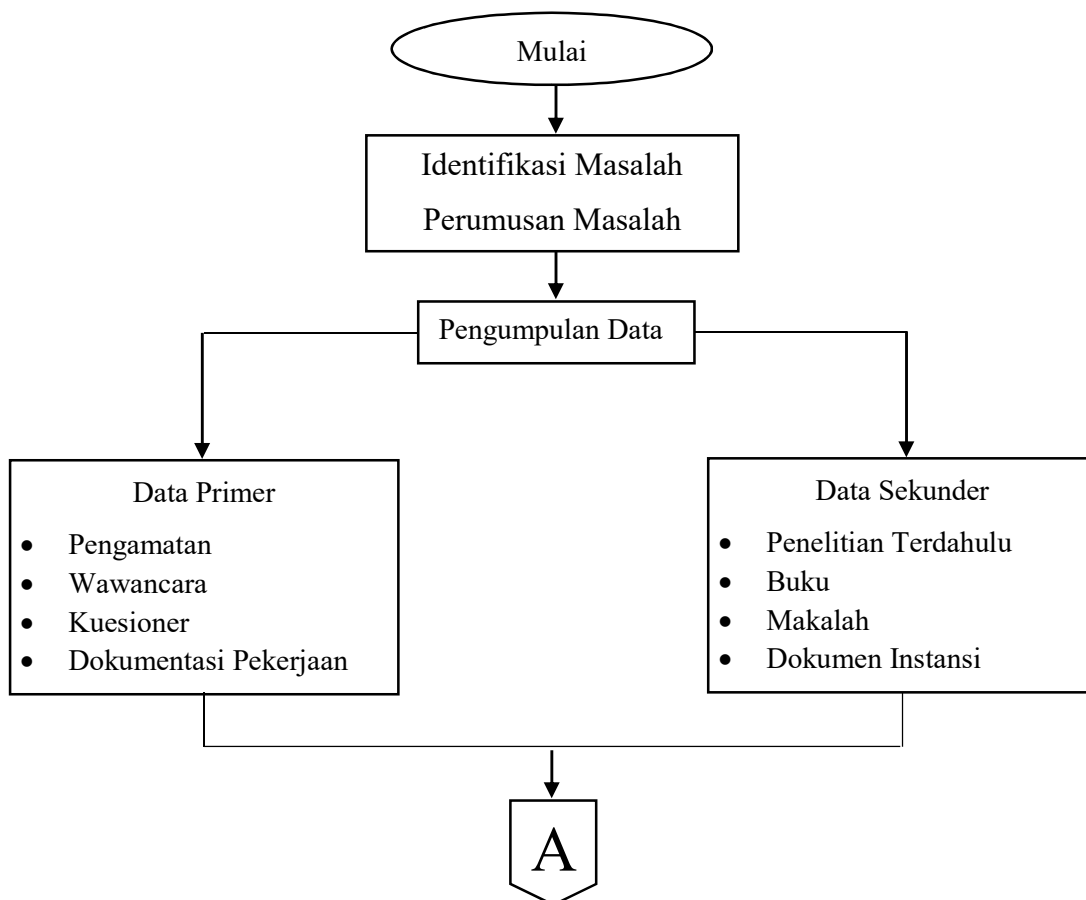 Mulai
Identifikasi Masalah
Perumusan Masalah
Pengumpulan Data
Data Primer
• Pengamatan
• Wawancara
• Kuesioner
• Dokumentasi Pekerjaan
Data Sekunder
• Penelitian Terdahulu
• Buku
• Makalah
• Dokumen Instansi
A